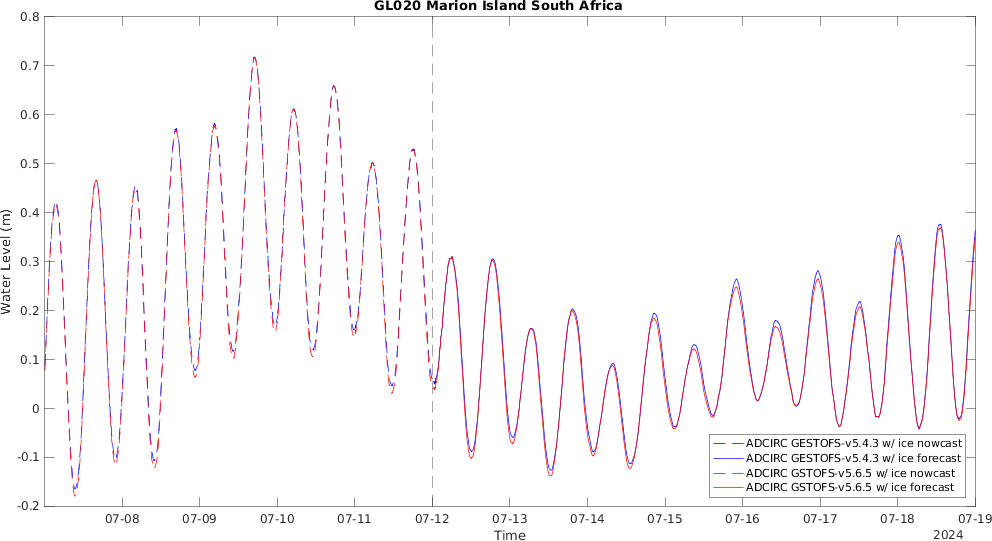 GL020 Marion Island South Africa
0.8
0.7
0.6
0.5
0.4
0.3
0.2
0.1
0
-0.1
-0.2
Water Level (m)
ADCIRC GESTOFS-v5.4.3 w/ ice nowcast
ADCIRC GESTOFS-v5.4.3 w/ ice forecast
ADCIRC GSTOFS-v5.6.5 w/ ice nowcast
ADCIRC GSTOFS-v5.6.5 w/ ice forecast
07-08 07-09 07-10 07-11 07-12 07-13 07-14 07-15 07-16 07-17 07-18 07-19
Time
2024